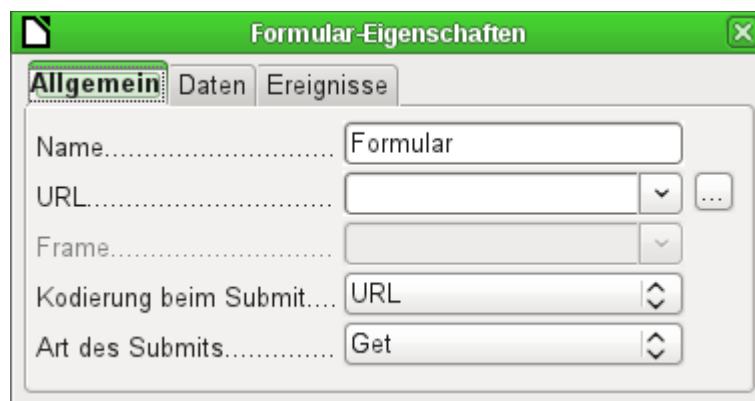 Formular-Eigenschaften
Allgemein Daten Ereignisse
Name............................ Formular
URL.............................. ...
Frame...........................
Kodierung beim Submit.... URL
Art des Submits.............. Get